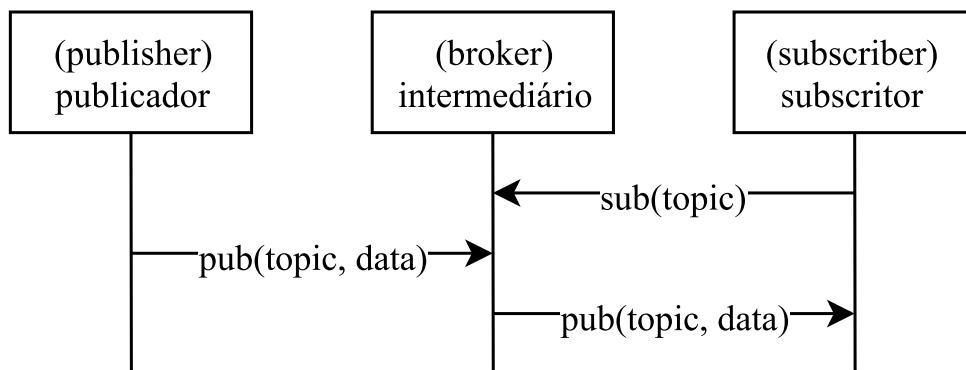 (publisher)
publicador
(broker)
intermediário
(subscriber)
subscritor
sub(topic)
pub(topic, data)
pub(topic, data)